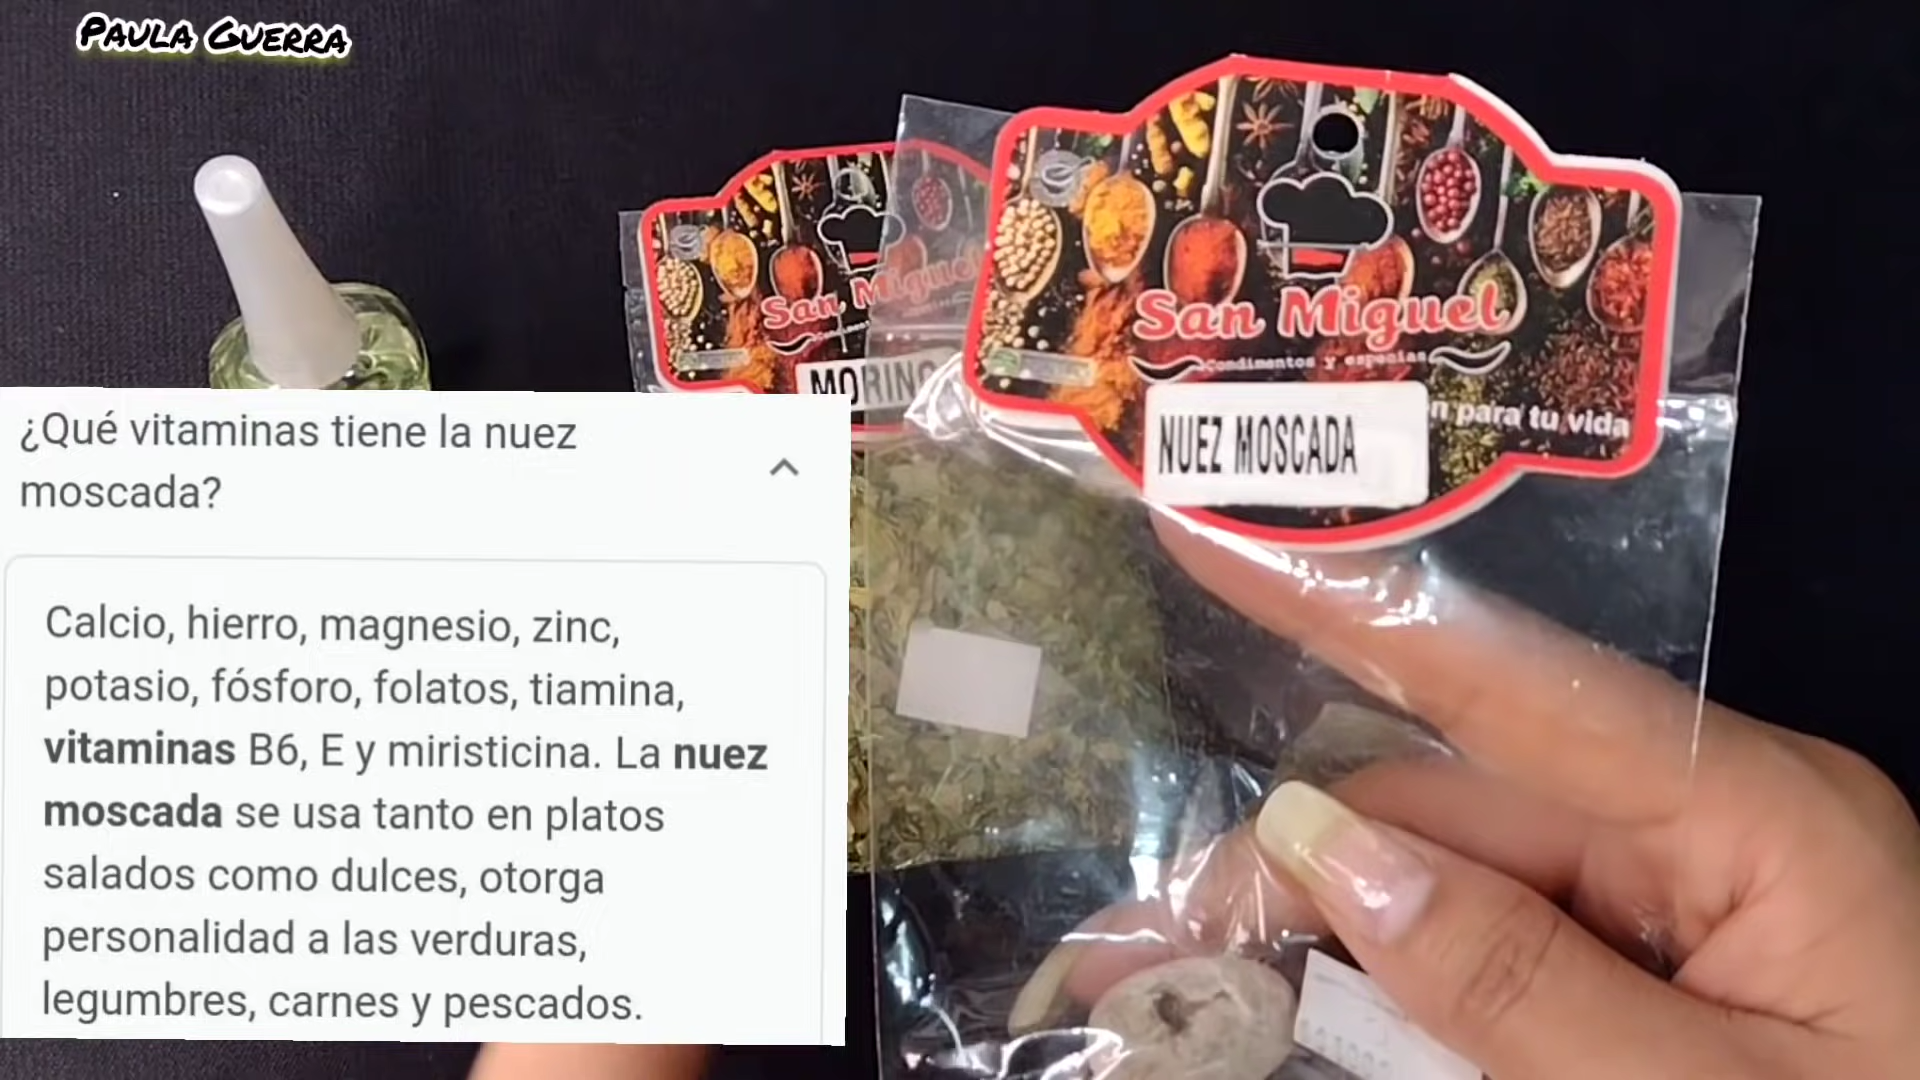 PAULA GUERRA
San Miguel
Condimentos y especias
n para tu vida
NUEZ MOSCADA
San Miguel
MORING
¿Qué vitaminas tiene la nuez
moscada?
Calcio, hierro, magnesio, zinc,
potasio, fósforo, folatos, tiamina,
vitaminas B6, E y miristicina. La nuez
moscada se usa tanto en platos
salados como dulces, otorga
personalidad a las verduras,
legumbres, carnes y pescados.